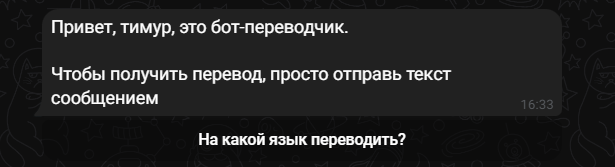 Привет, тимур, это бот-переводчик.
Чтобы получить перевод, просто отправь текст
сообщением
16:33
На какой язык переводить?